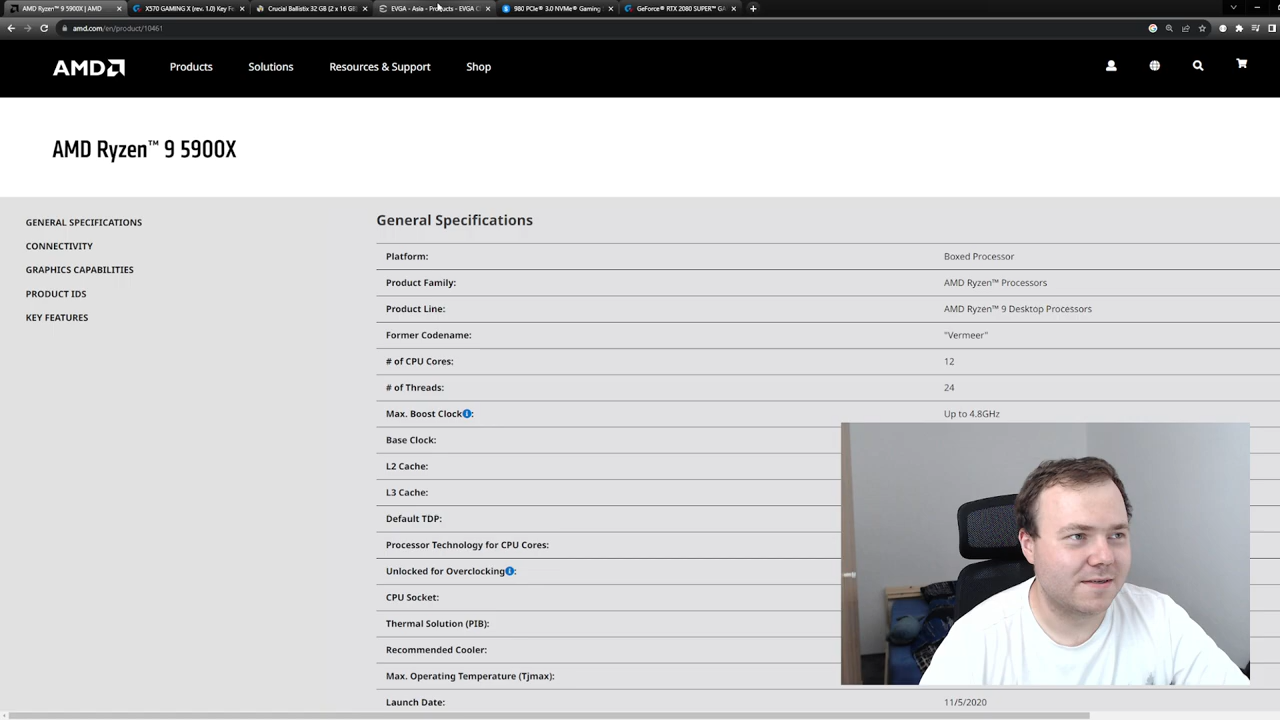 AMD Ryzen™ 9 5900X | AMD
X570 GAMING X (rev. 1.0) Key Fe
Crucial Ballistix 32 GB (2 x 16 GB
EVGA - Asia - Products - EVGA
980 PCIe® 3.0 NVMe® Gaming
GeForce® RTX 2080 SUPER™ GA
amd.com/en/product/10461
AMD
Products
Solutions
Resources & Support
Shop
AMD Ryzen™ 9 5900X
GENERAL SPECIFICATIONS
CONNECTIVITY
GRAPHICS CAPABILITIES
PRODUCT IDS
KEY FEATURES
General Specifications
Platform: Boxed Processor
Product Family: AMD Ryzen™ Processors
Product Line: AMD Ryzen™ 9 Desktop Processors
Former Codename: "Vermeer"
# of CPU Cores: 12
# of Threads: 24
Max. Boost Clock: Up to 4.8GHz
Base Clock:
L2 Cache:
L3 Cache:
Default TDP:
Processor Technology for CPU Cores:
Unlocked for Overclocking:
CPU Socket:
Thermal Solution (PIB):
Recommended Cooler:
Max. Operating Temperature (Tjmax):
Launch Date: 11/5/2020